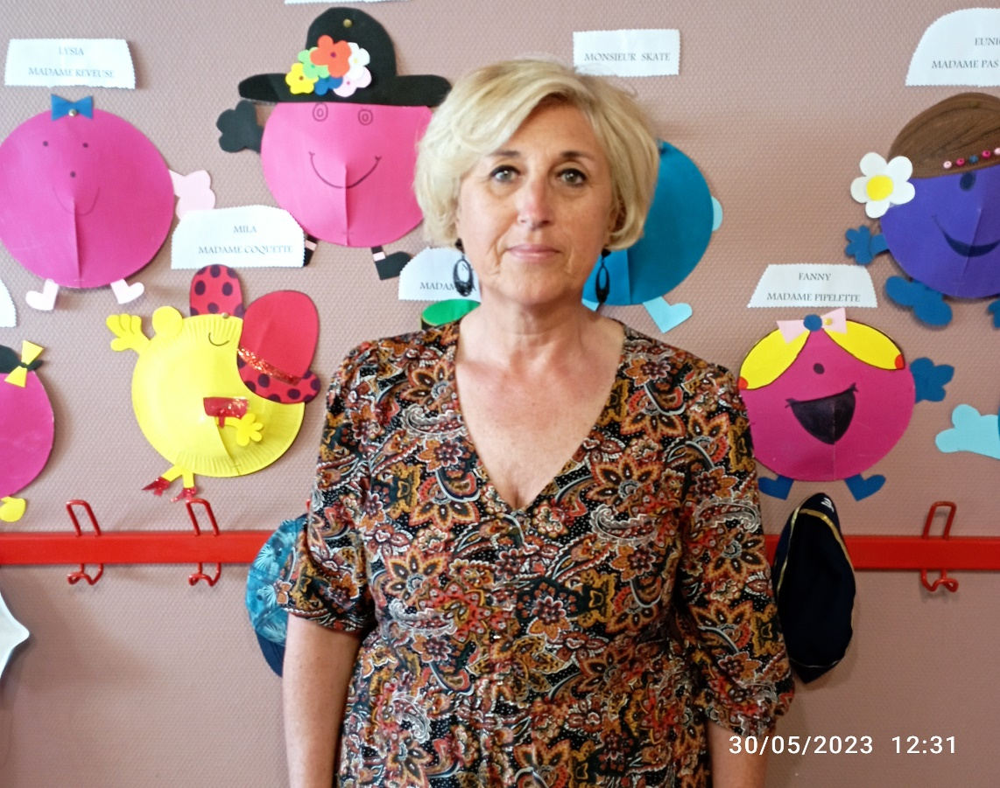 LYSIA
MADAME REVEUSE
MONSIEUR SKATE
MADAME PAS
MILA
MADAME COQUETTE
FANNY
MADAME PIPELETTE
30/05/2023 12:31